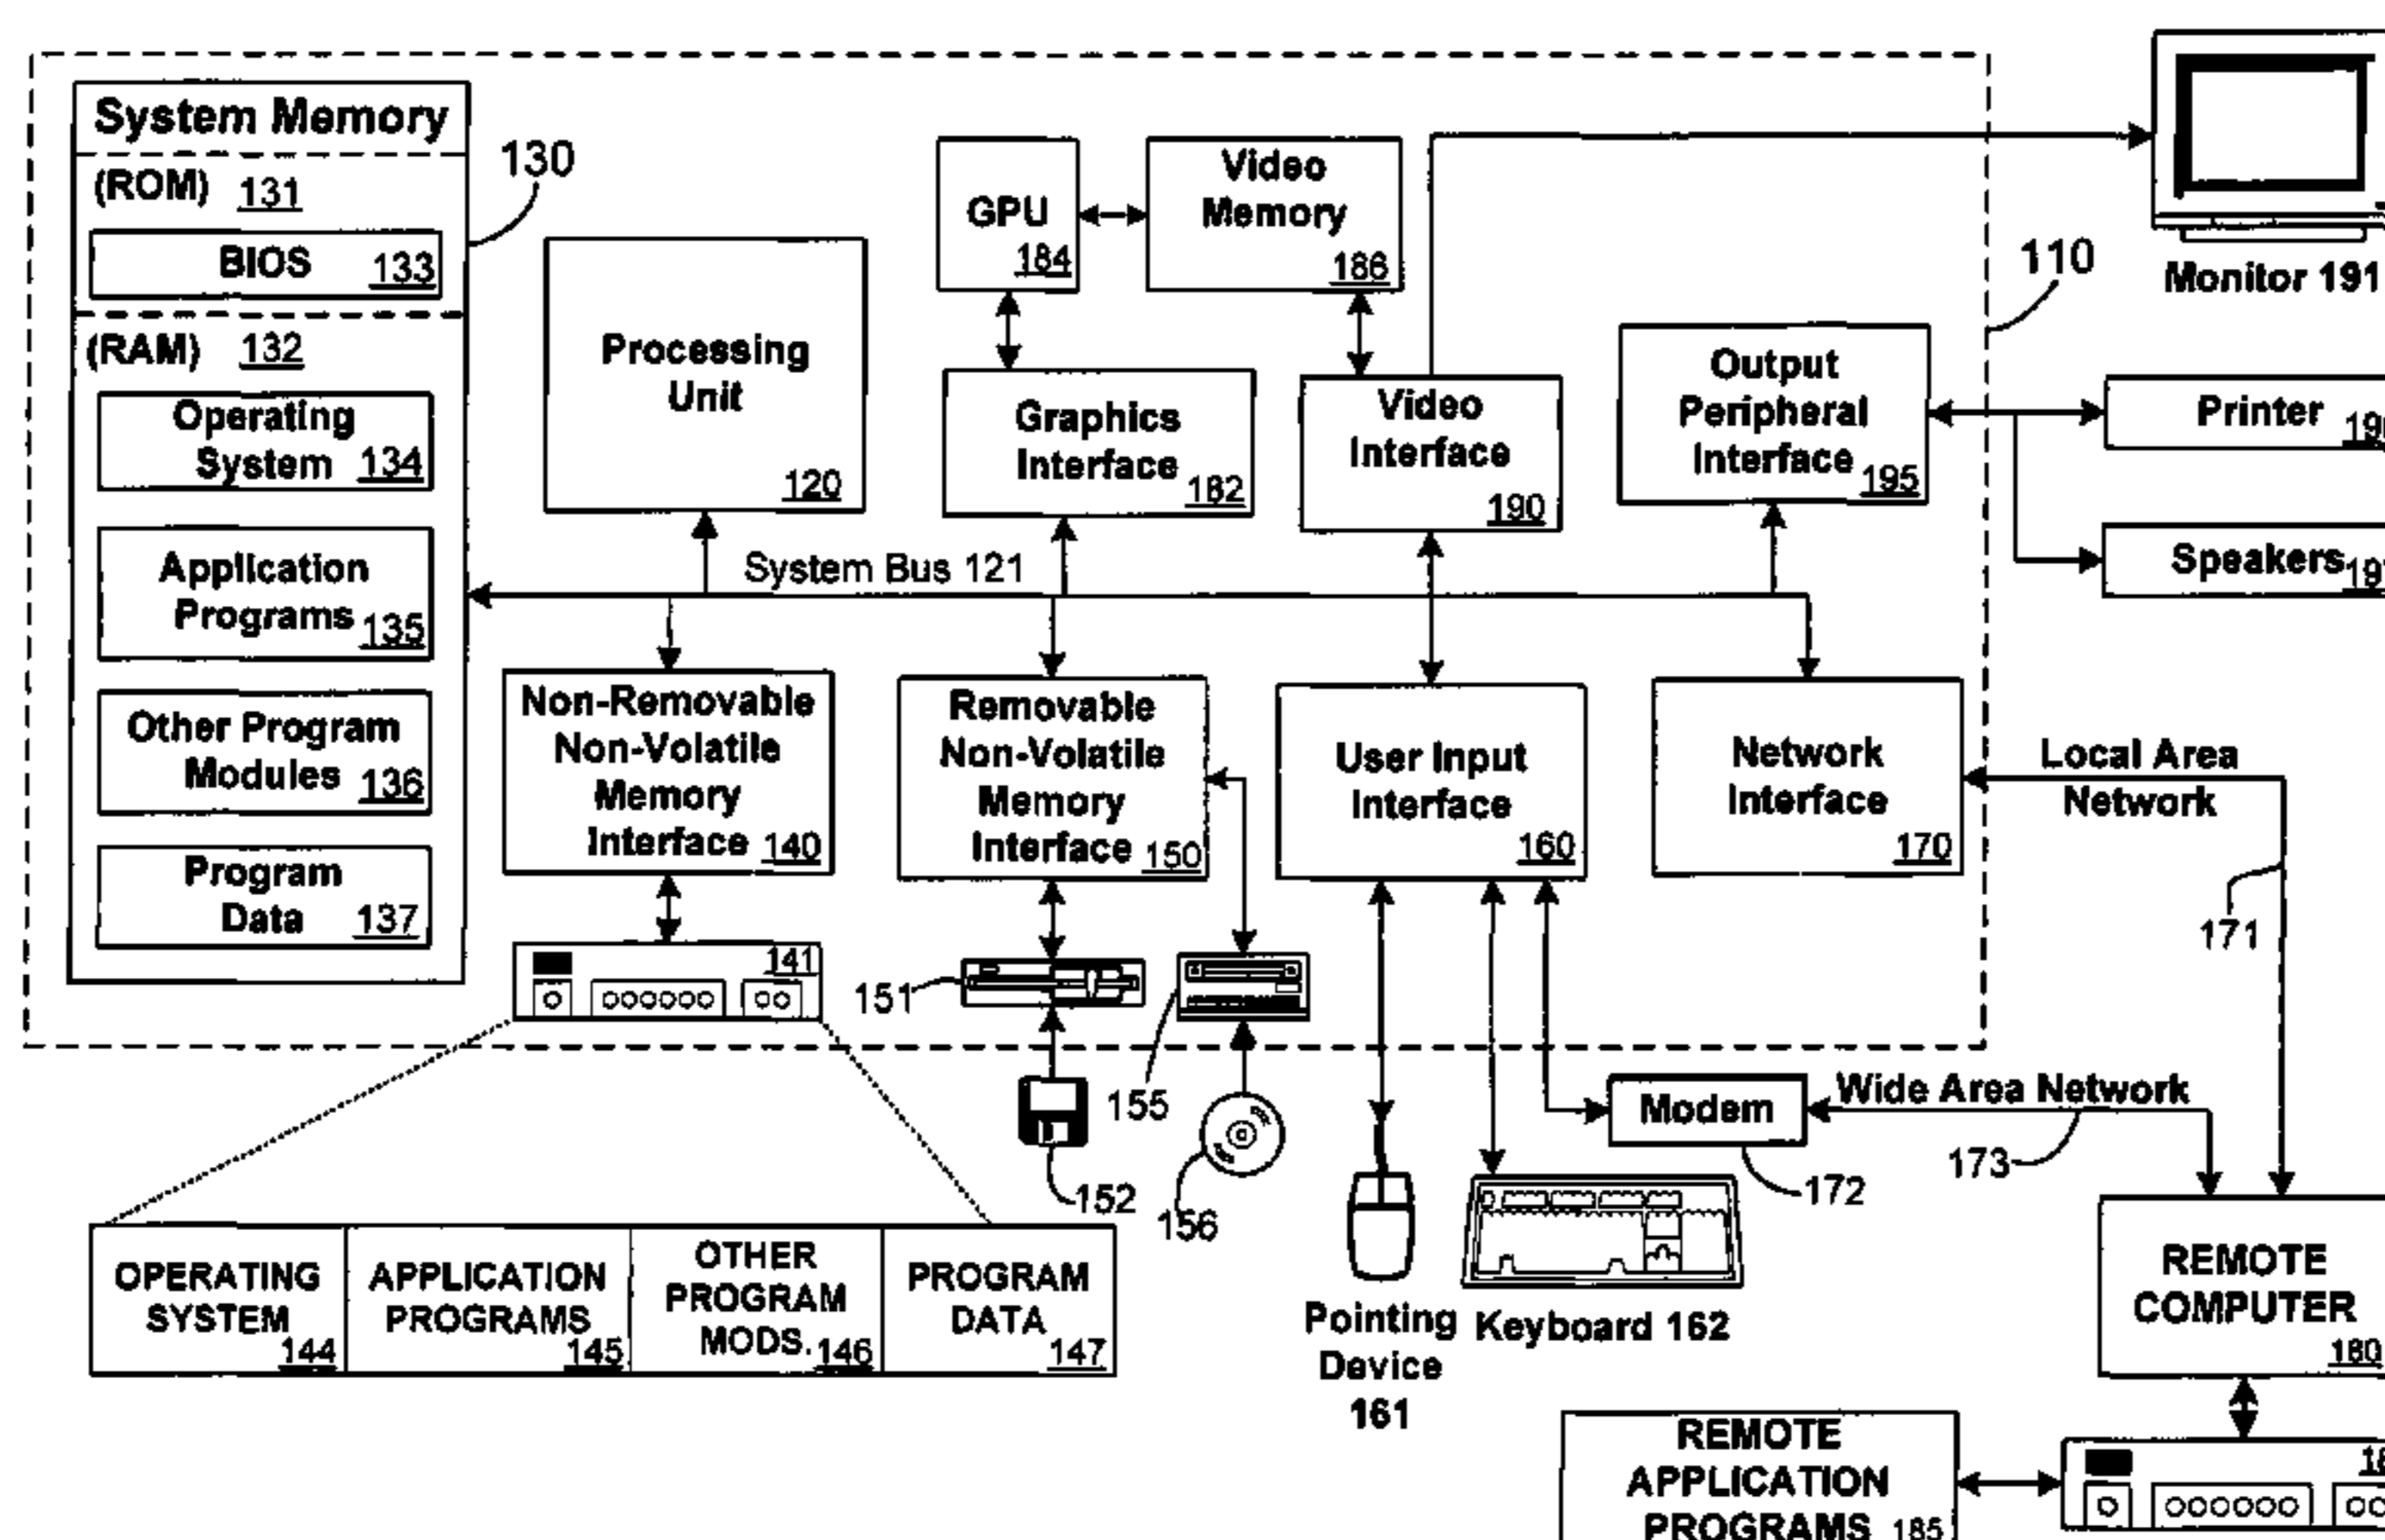 System Memory
(ROM) 131
BIOS 133
(RAM) 132
Operating
System 134
Application
Programs 135
Other Program
Modules 136
Program
Data 137
130
Processing
Unit
120
GPU
184
Video
Memory
186
Graphics
Interface
182
Video
Interface
190
Output
Peripheral
Interface 195
110
Monitor 191
Printer
Speakers
System Bus 121
Non-Removable
Non-Volatile
Memory
Interface 140
Removable
Non-Volatile
Memory
Interface 150
User Input
Interface
160
Network
Interface
170
Local Area
Network
171
141
151
155
152
156
Modem
172
Wide Area Network
173
OPERATING
SYSTEM
144
APPLICATION
PROGRAMS
145
OTHER
PROGRAM
MODS. 146
PROGRAM
DATA
147
Pointing
Device
161
Keyboard 162
REMOTE
COMPUTER
180
REMOTE
APPLICATION
PROGRAMS 185